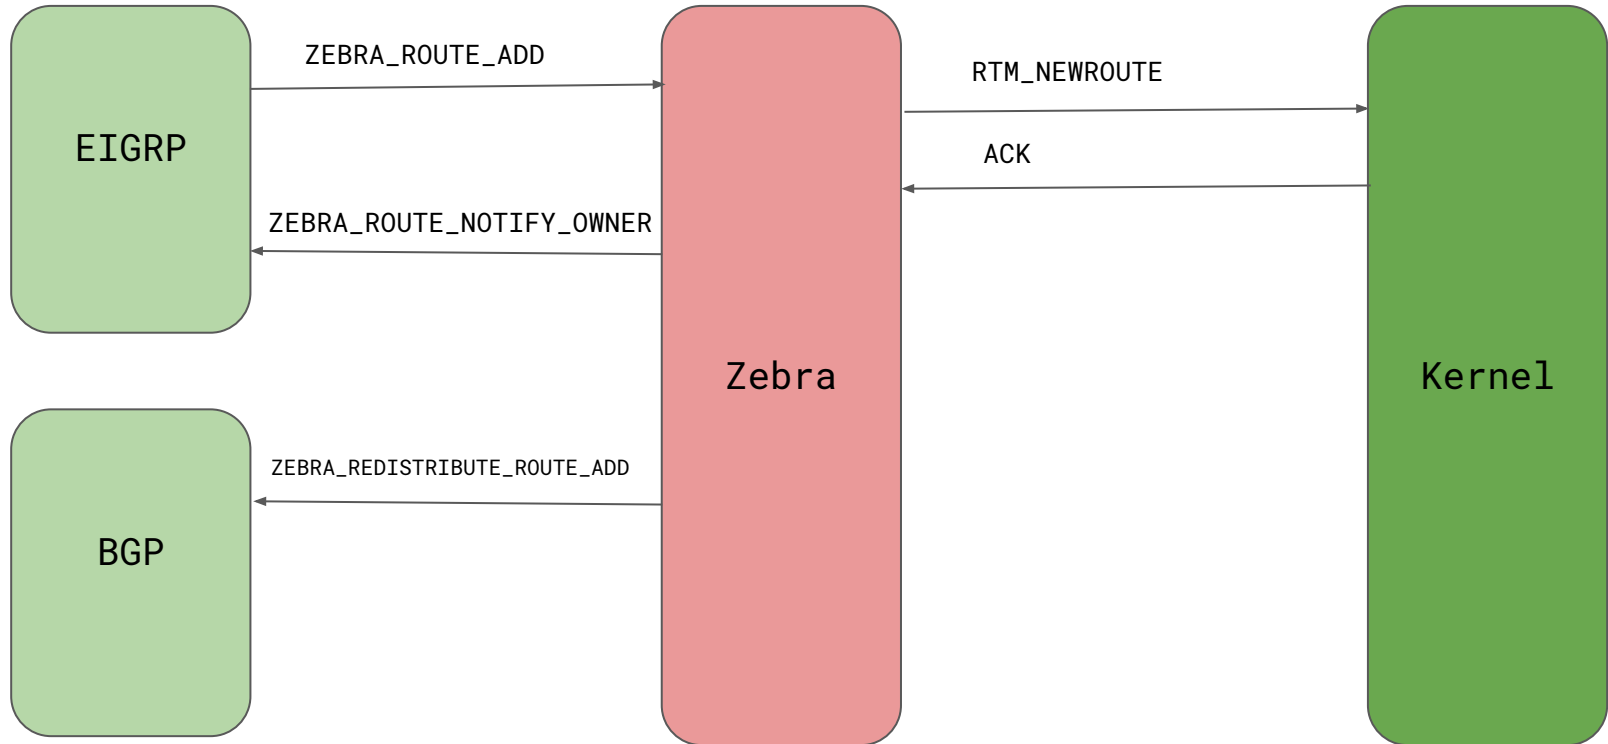 ZEBRA_ROUTE_ADD
RTM_NEWROUTE
EIGRP
ACK
ZEBRA_ROUTE_NOTIFY_OWNER
Zebra
Kernel
ZEBRA_REDISTRIBUTE_ROUTE_ADD
BGP